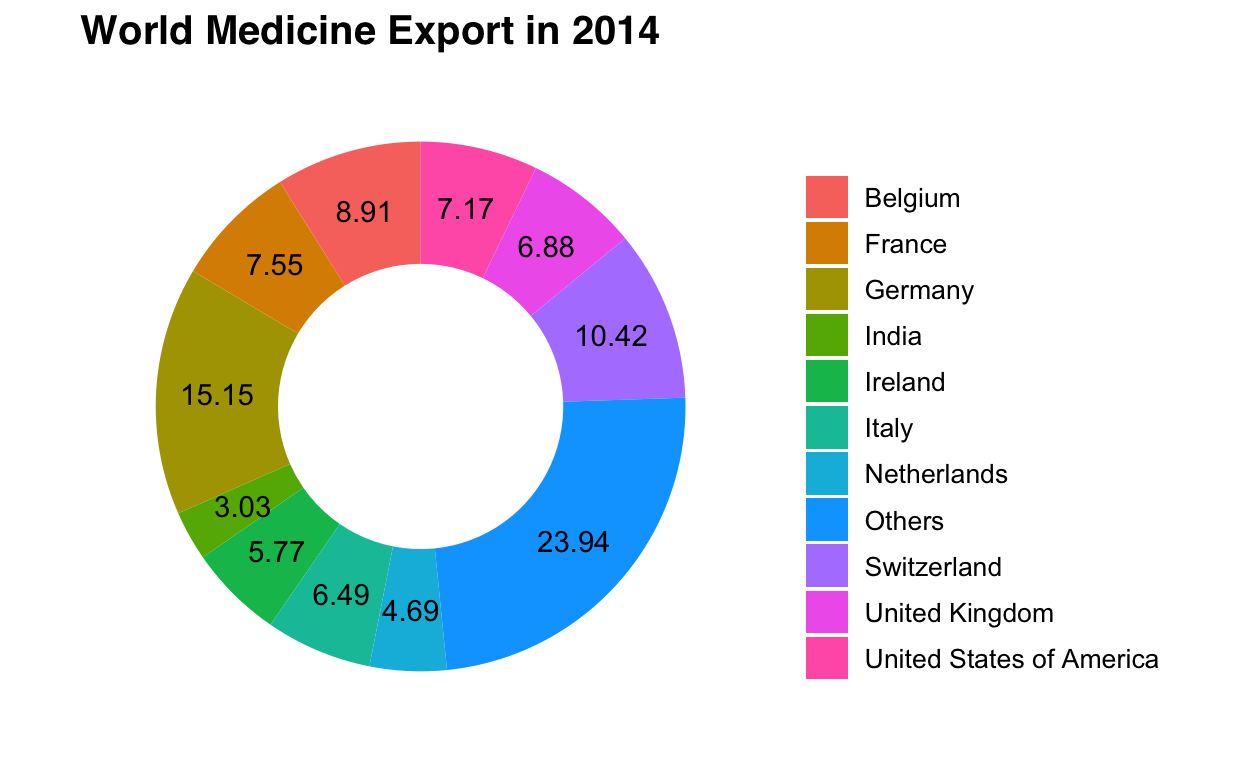 World Medicine Export in 2014
8.91
7.17
7.55
6.88
10.42
15.15
3.03
5.77
6.49
4.69
23.94
Belgium
France
Germany
India
Ireland
Italy
Netherlands
Others
Switzerland
United Kingdom
United States of America